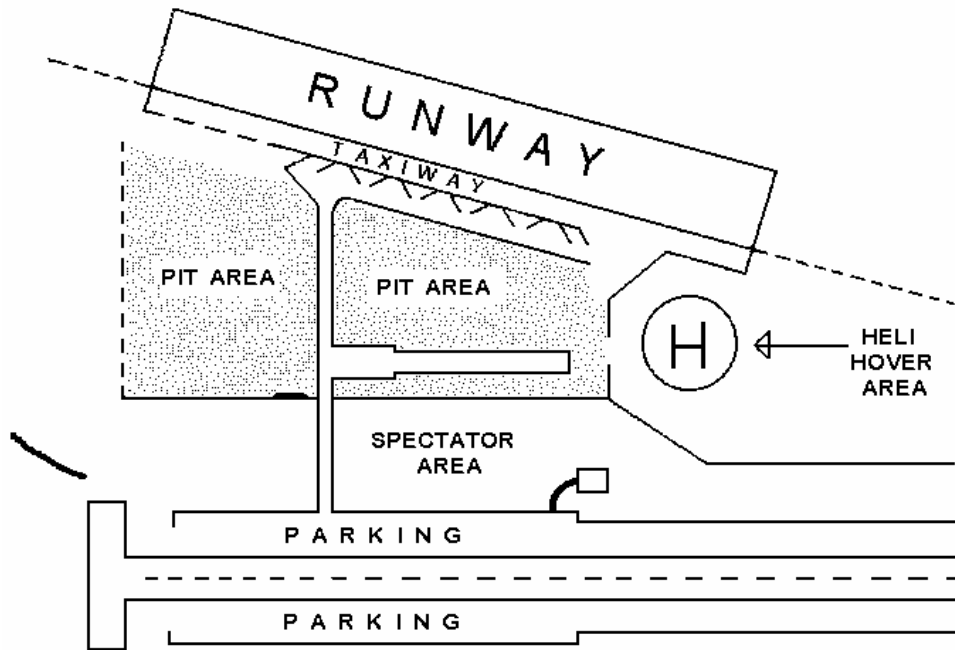 RUNWAY
TAXIWAY
PIT AREA
PIT AREA
H
HELI
HOVER
AREA
SPECTATOR
AREA
PARKING
PARKING